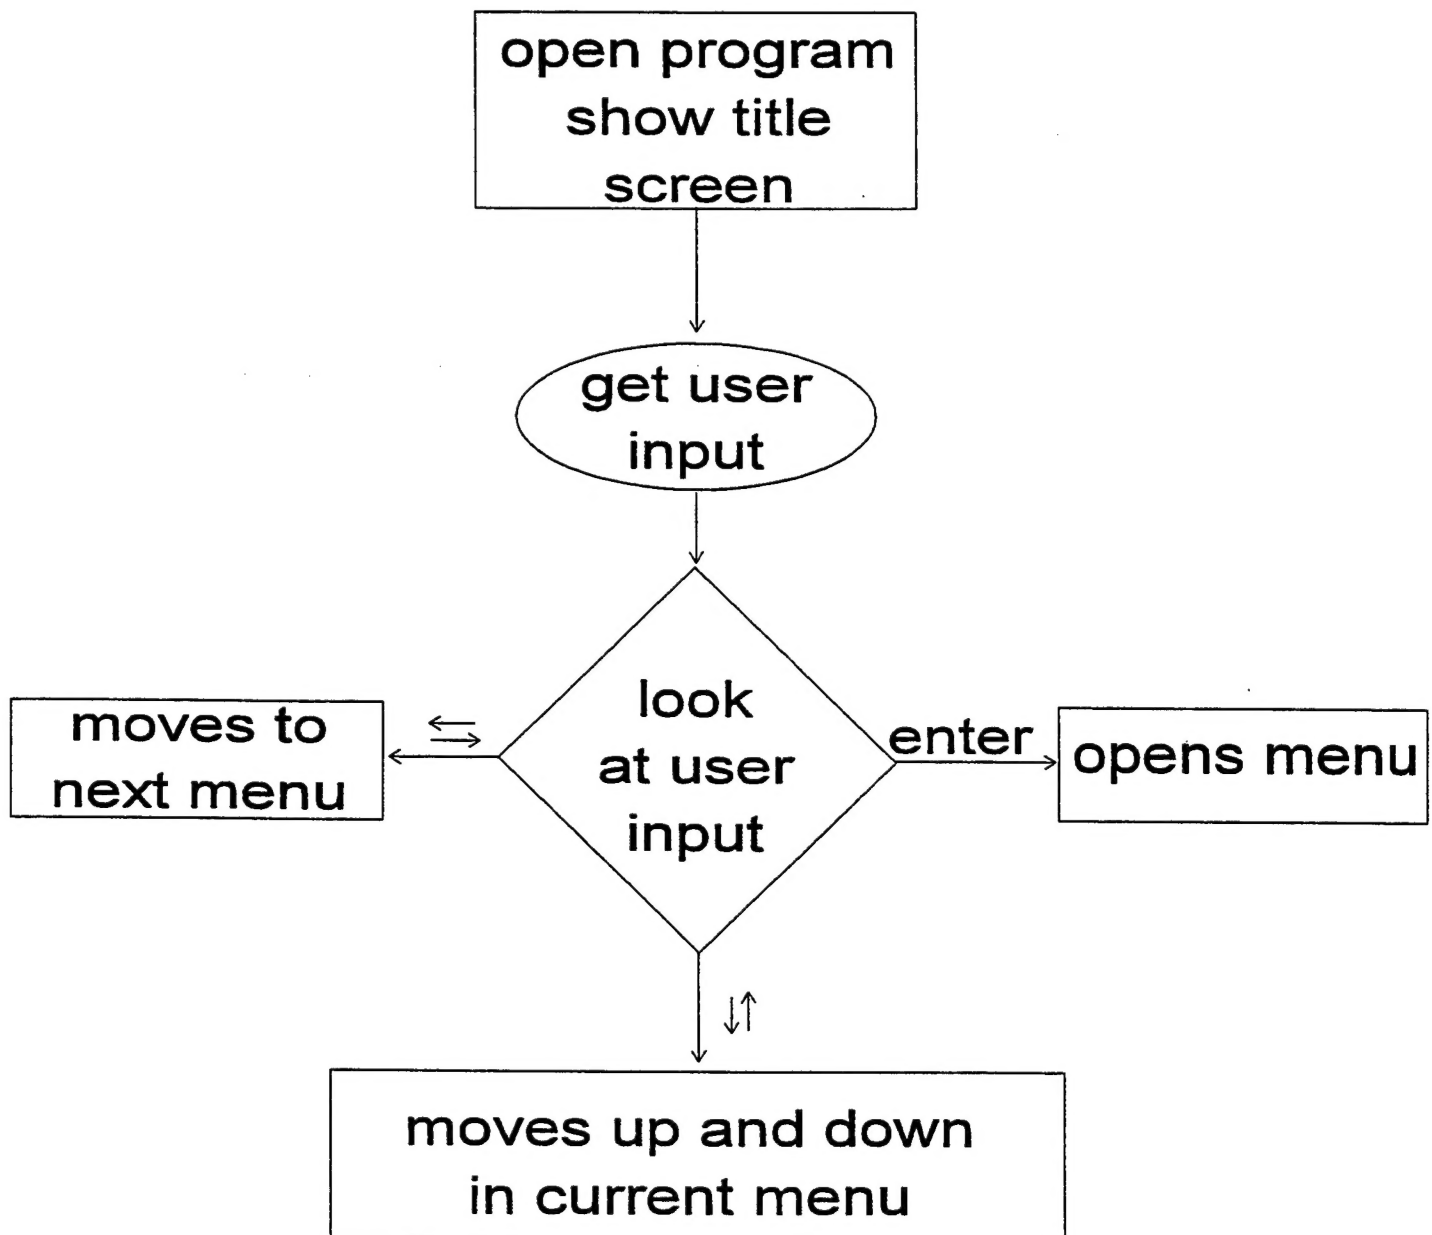 open program
show title
screen
get user
input
look
at user
input
moves to
next menu
enter
opens menu
moves up and down
in current menu